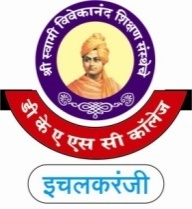 श्री स्वामी विवेकानंद शिक्षण संस्थेचे
डी के ए एस सी कॉलेज
इचलकरंजी